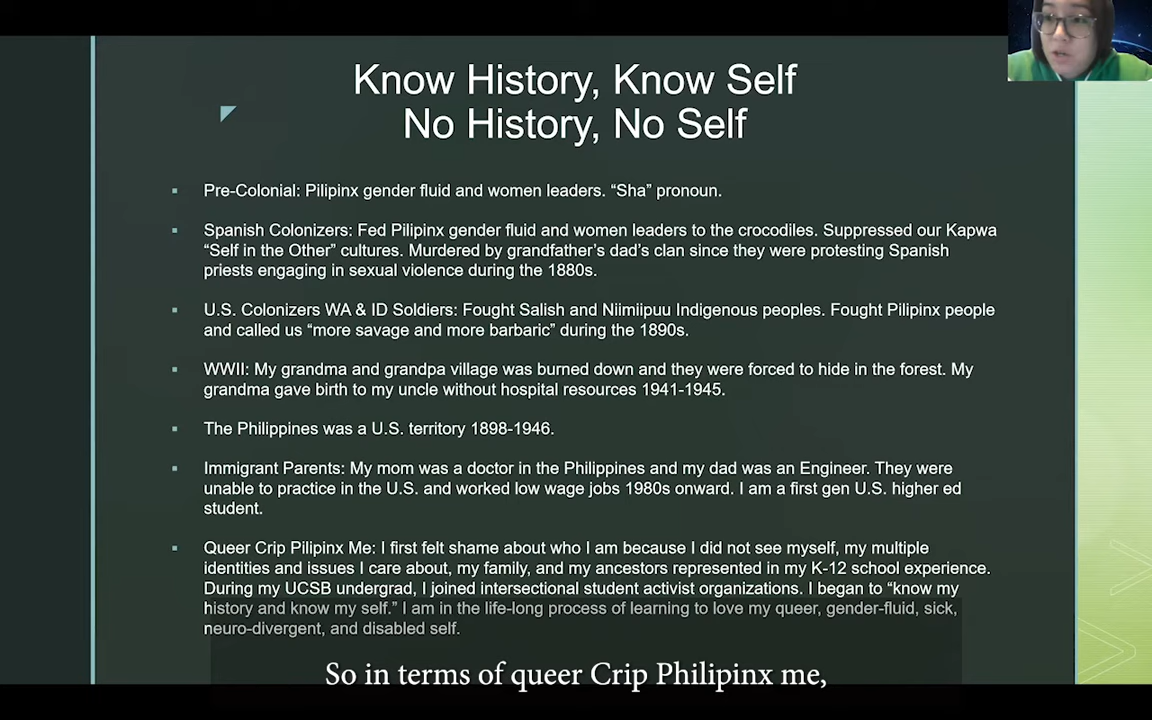 Know History, Know Self
No History, No Self
Pre-Colonial: Pilipinx gender fluid and women leaders. “Sha” pronoun.
Spanish Colonizers: Fed Pilipinx gender fluid and women leaders to the crocodiles. Suppressed our Kapwa
“Self in the Other” cultures. Murdered by grandfather’s dad’s clan since they were protesting Spanish
priests engaging in sexual violence during the 1880s.
U.S. Colonizers WA & ID Soldiers: Fought Salish and Niimiipuu Indigenous peoples. Fought Pilipinx people
and called us “more savage and more barbaric” during the 1890s.
WWII: My grandma and grandpa village was burned down and they were forced to hide in the forest. My
grandma gave birth to my uncle without hospital resources 1941-1945.
The Philippines was a U.S. territory 1898-1946.
Immigrant Parents: My mom was a doctor in the Philippines and my dad was an Engineer. They were
unable to practice in the U.S. and worked low wage jobs 1980s onward. I am a first gen U.S. higher ed
student.
Queer Crip Pilipinx Me: I first felt shame about who I am because I did not see myself, my multiple
identities and issues I care about, my family, and my ancestors represented in my K-12 school experience.
During my UCSB undergrad, I joined intersectional student activist organizations. I began to “know my
history and know my self.” I am in the life-long process of learning to love my queer, gender-fluid, sick,
neuro-divergent, and disabled self.
So in terms of queer Crip Philipinx me,